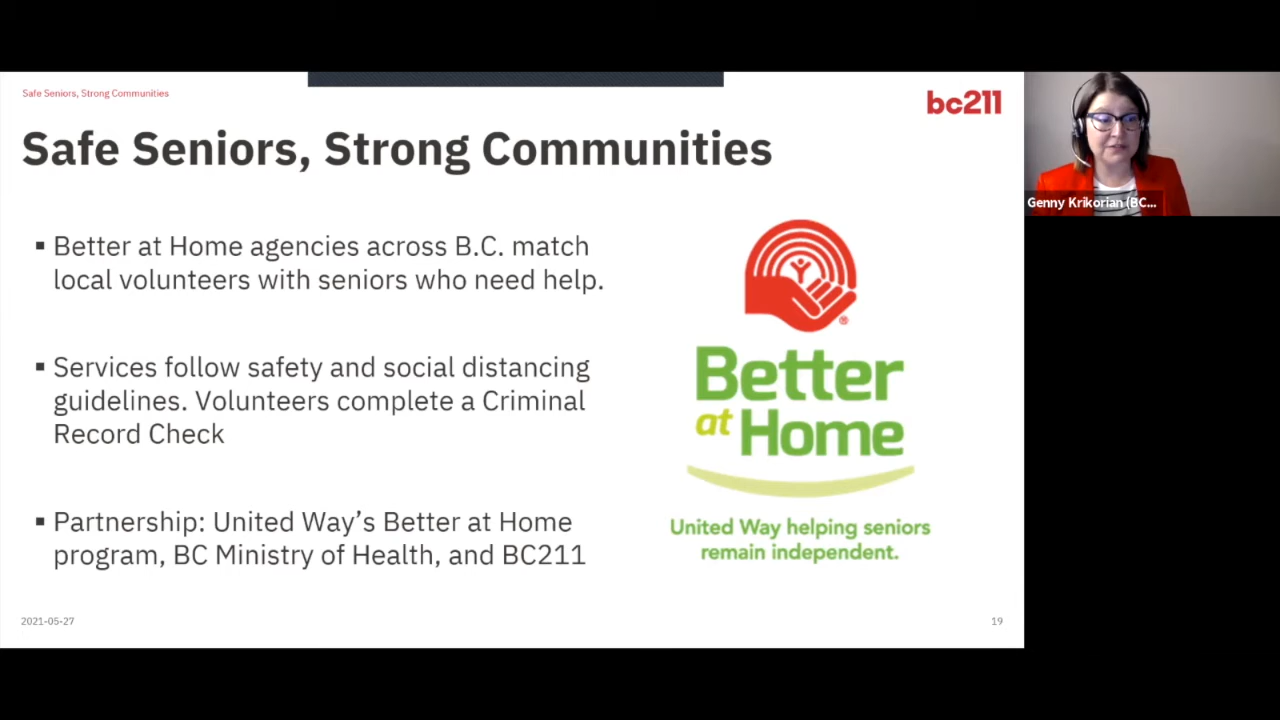 Safe Seniors, Strong Communities
bc211
Safe Seniors, Strong Communities
Genny Krikorian (BC...
▪ Better at Home agencies across B.C. match
local volunteers with seniors who need help.
▪ Services follow safety and social distancing
guidelines. Volunteers complete a Criminal
Record Check
▪ Partnership: United Way’s Better at Home
program, BC Ministry of Health, and BC211
®
Better
at Home
United Way helping seniors
remain independent.
2021-05-27
19